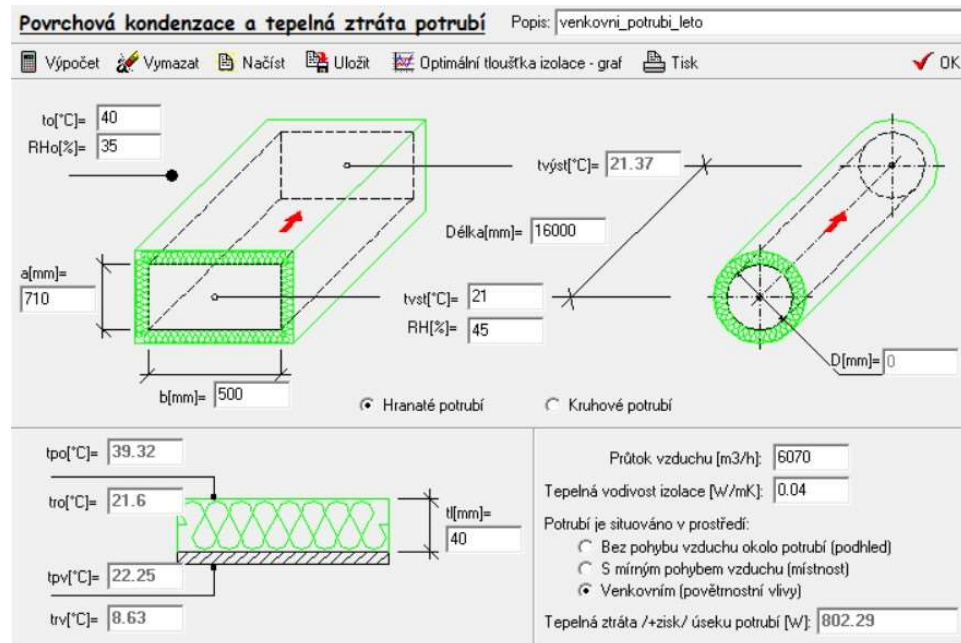 Povrchová kondenzace a tepelná ztráta potrubí Popis: venkovni_potrubi_leto
Výpočet Vymazat Načíst Uložit Optimální tloušťka izolace - graf Tisk OK
to[°C]= 40
RHo[%]= 35
tvýst[°C]= 21.37
Délka[mm]= 16000
a[mm]=
710
tvst[°C]= 21
RH[%]= 45
D[mm]= 0
b[mm]= 500
Hranaté potrubí Kruhové potrubí
tpo[°C]= 39.32
tro[°C]= 21.6
tl[mm]=
40
tpv[°C]= 22.25
trv[°C]= 8.63
Průtok vzduchu [m3/h]: 6070
Tepelná vodivost izolace [W/mK]: 0.04
Potrubí je situováno v prostředí:
Bez pohybu vzduchu okolo potrubí (podhled)
S mírným pohybem vzduchu (místnost)
Venkovním (povětrnostní vlivy)
Tepelná ztráta /+zisk/ úseku potrubí [W]: 802.29